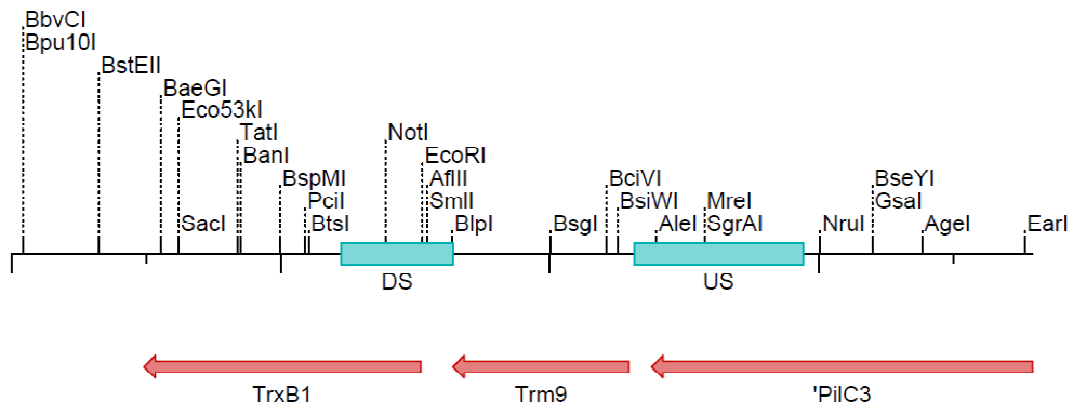 BbvCI
Bpu10I
BstEII
BaeGI
Eco53kI
TatI
NotI
BanI
EcoRI
BspMI
AflII
BciVI
BseYI
PciI
SmlI
BsiWI
MreI
GsaI
SacI
BtsI
BlpI
BsgI
AleI
SgrAI
NruI
AgeI
EarI
DS
US
TrxB1
Trm9
'PilC3